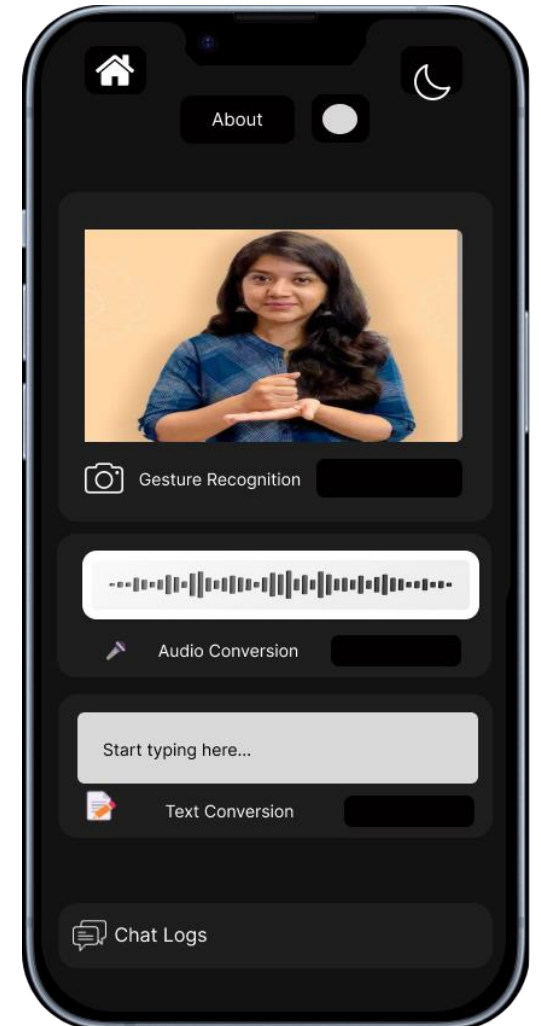 About
Gesture Recognition
Audio Conversion
Start typing here...
Text Conversion
Chat Logs